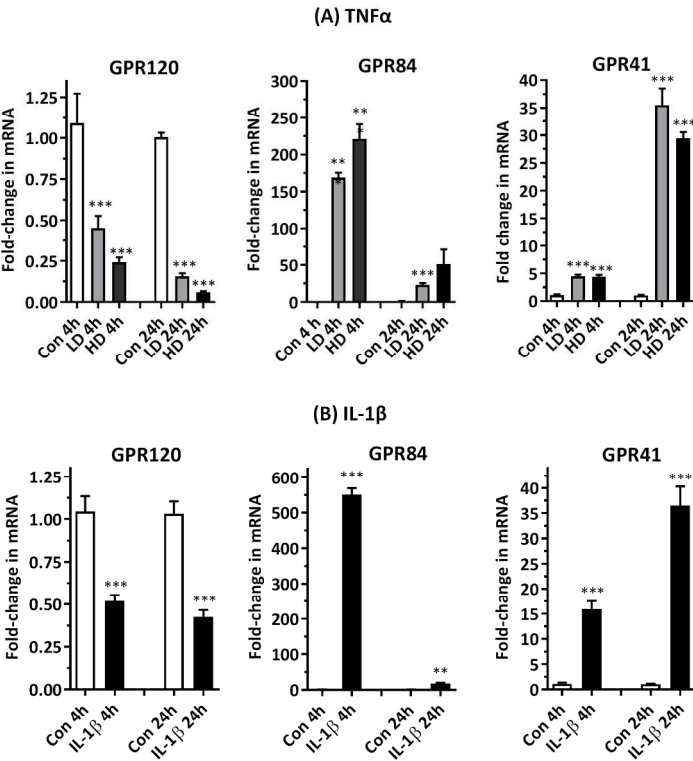 (A) TNFα
GPR120
Fold-change in mRNA
1.25
1.00
0.75
0.50
0.25
0.00
***
***
***
***
Con 4h
LD 4h
HD 4h
Con 24h
LD 24h
HD 24h
GPR84
Fold-change in mRNA
300
250
200
150
100
50
0
**
*
**
*
***
Con 4 h
LD 4h
HD 4h
Con 24h
LD 24h
HD 24h
GPR41
Fold change in mRNA
40
35
30
25
20
15
10
5
0
***
***
***
***
Con 4h
LD 4h
HD 4h
Con 24h
LD 24h
HD 24h
(B) IL-1β
GPR120
Fold-change in mRNA
1.25
1.00
0.75
0.50
0.25
0.00
***
***
Con 4h
IL-1β 4h
Con 24h
IL-1β 24h
GPR84
Fold-change in mRNA
600
500
400
300
200
100
0
***
**
Con 4h
IL-1β 4h
Con 24h
IL-1β 24h
GPR41
Fold-change in mRNA
40
35
30
25
20
15
10
5
0
***
***
Con 4h
IL-1β 4h
Con 24h
IL-1β 24h